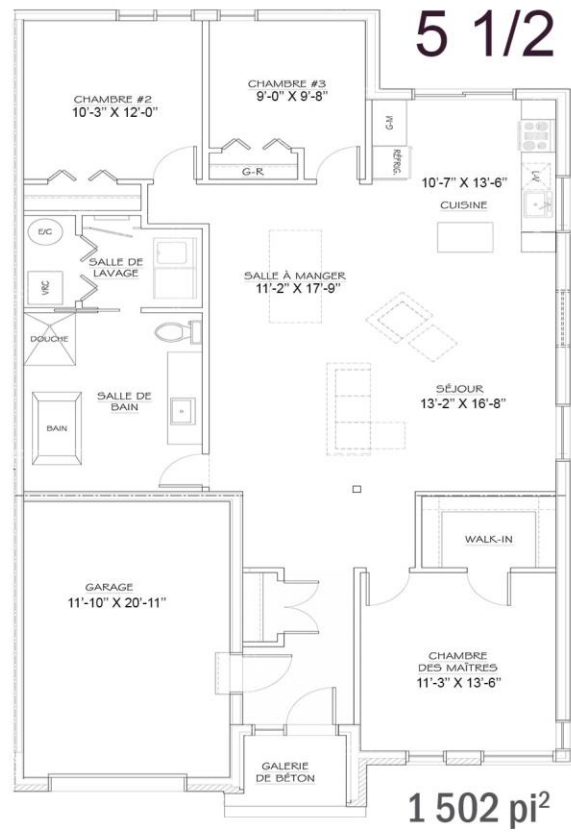 5 1/2
CHAMBRE #2
10'-3" X 12'-0"
CHAMBRE #3
9'-0" X 9'-8"
G-R
G-M
RÉFRIG.
LAV
10'-7" X 13'-6"
CUISINE
E/C
VRC
SALLE DE
LAVAGE
SALLE À MANGER
11'-2" X 17'-9"
DOUCHE
SALLE DE
BAIN
BAIN
SÉJOUR
13'-2" X 16'-8"
WALK-IN
GARAGE
11'-10" X 20'-11"
CHAMBRE
DES MAÎTRES
11'-3" X 13'-6"
GALERIE
DE BÉTON
1 502 pi²